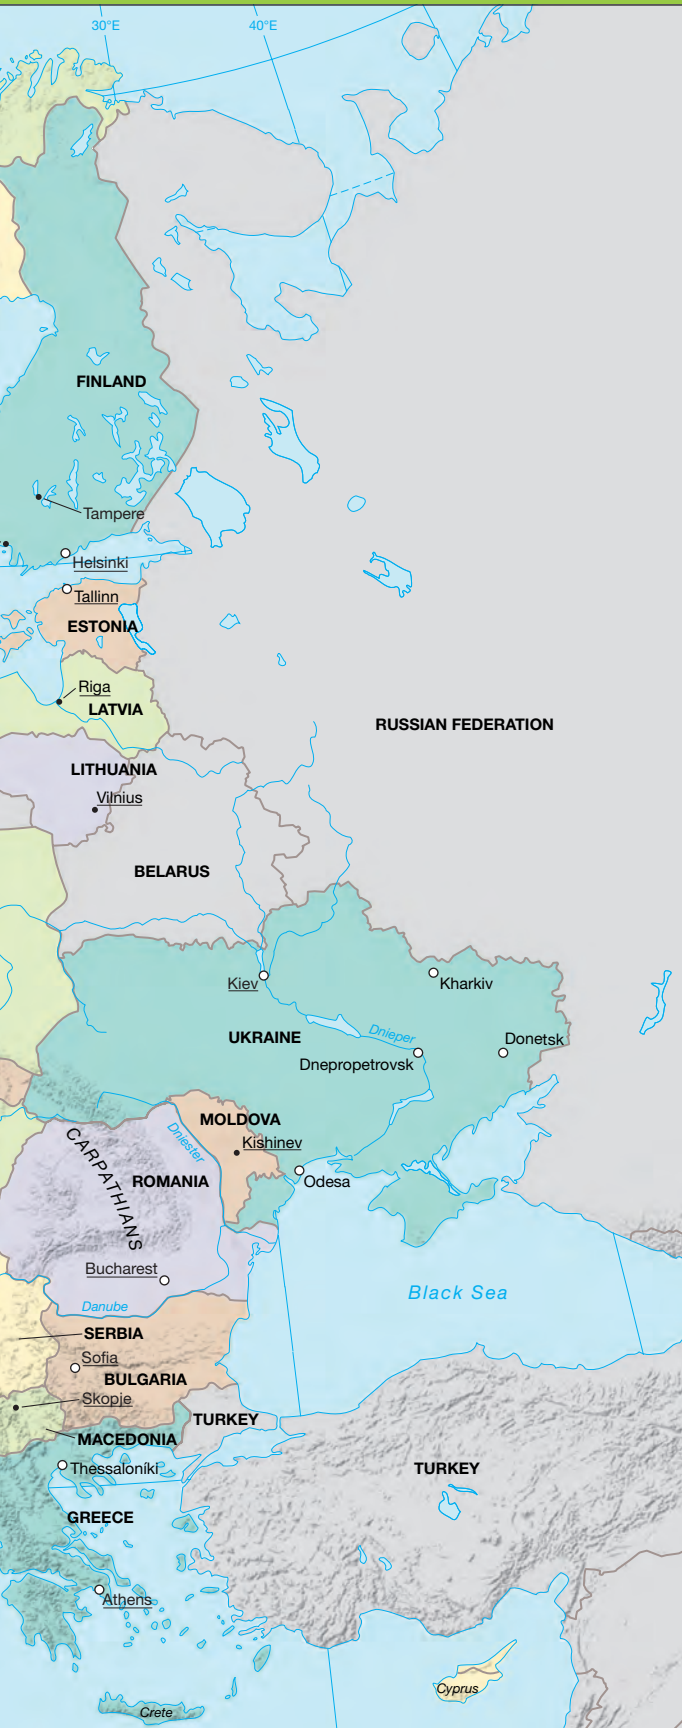 30°E
40°E
FINLAND
Tampere
Helsinki
Tallinn
ESTONIA
Riga
LATVIA
RUSSIAN FEDERATION
LITHUANIA
Vilnius
BELARUS
Kiev
Kharkiv
UKRAINE
Dnieper
Donetsk
Dnepropetrovsk
MOLDOVA
Dniester
Kishinev
CARPATHIANS
ROMANIA
Odesa
Bucharest
Black Sea
Danube
SERBIA
Sofia
BULGARIA
Skopje
TURKEY
MACEDONIA
Thessaloníki
TURKEY
GREECE
Athens
Cyprus
Crete